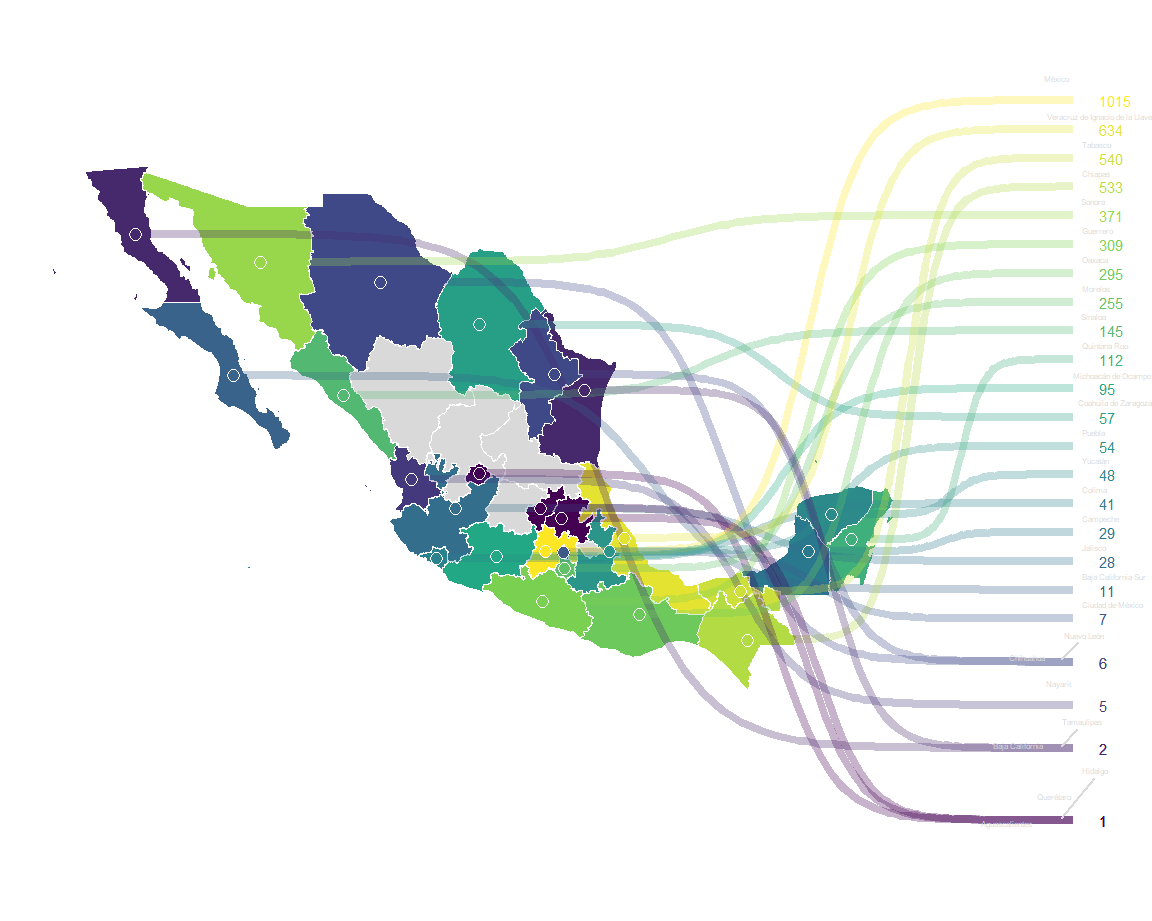 México
1015
Veracruz de Ignacio de la Llave
634
Tabasco
540
Chiapas
533
Sonora
371
Guerrero
309
Oaxaca
295
Morelos
255
Sinaloa
145
Quintana Roo
112
Michoacán de Ocampo
95
Coahuila de Zaragoza
57
Puebla
54
Yucatán
48
Colima
41
Campeche
29
Jalisco
28
Baja California Sur
11
Ciudad de México
7
Nuevo León
Chihuahua
6
Nayarit
5
Tamaulipas
Baja California
2
Hidalgo
Querétaro
1
Aguascalientes